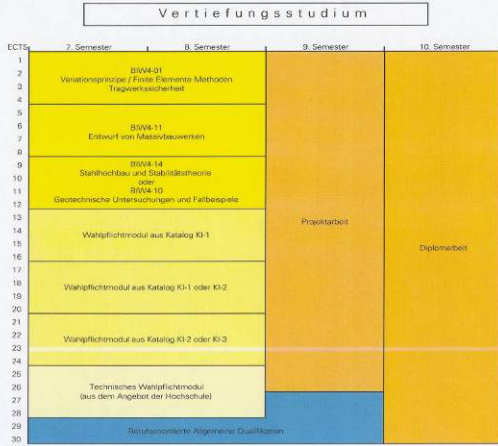 Vertiefungsstudium
ECTS 7. Semester 8. Semester 9. Semester 10. Semester
1
2
3
4
5
6
7
8
9
10
11
12
13
14
15
16
17
18
19
20
21
22
23
24
25
26
27
28
29
30
BIW4-01
Variationsprinzipe / Finite Elemente Methoden
Tragwerkssicherheit
BIW4-11
Entwurf von Massivbauwerken
BIW4-14
Stahlhochbau und Stabilitätstheorie
oder
BIW4-10
Geotechnische Untersuchungen und Fallbeispiele
Wahlpflichtmodul aus Katalog KI-1
Wahlpflichtmodul aus Katalog KI-1 oder KI-2
Wahlpflichtmodul aus Katalog KI-2 oder KI-3
Technisches Wahlpflichtmodul
(aus dem Angebot der Hochschule)
Berufsorientierte Allgemeine Qualifikation
Projektarbeit
Diplomarbeit